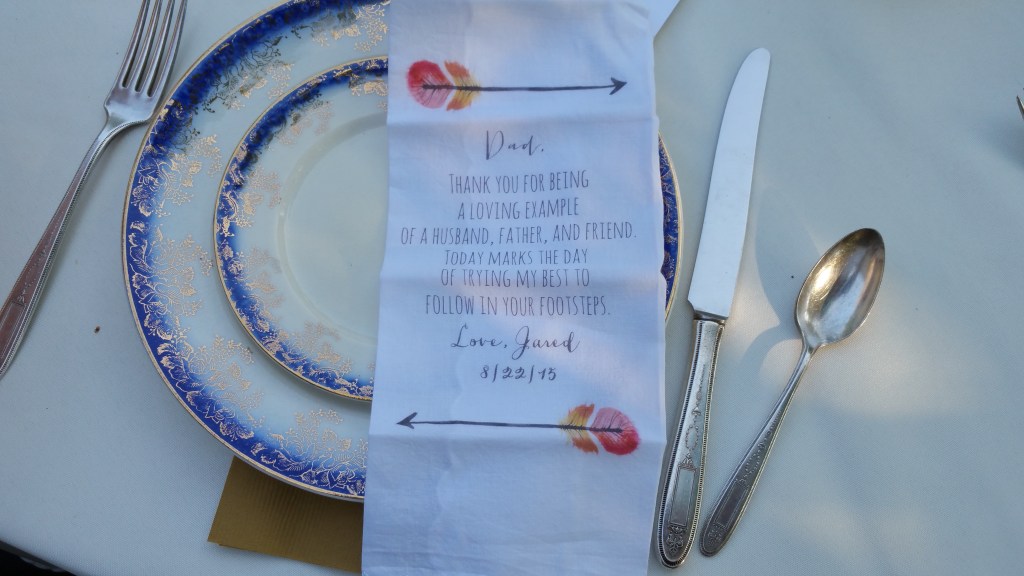 Dad,
THANK YOU FOR BEING
A LOVING EXAMPLE
OF A HUSBAND, FATHER, AND FRIEND.
TODAY MARKS THE DAY
OF TRYING MY BEST TO
FOLLOW IN YOUR FOOTSTEPS.
Love, Jared
8/22/15